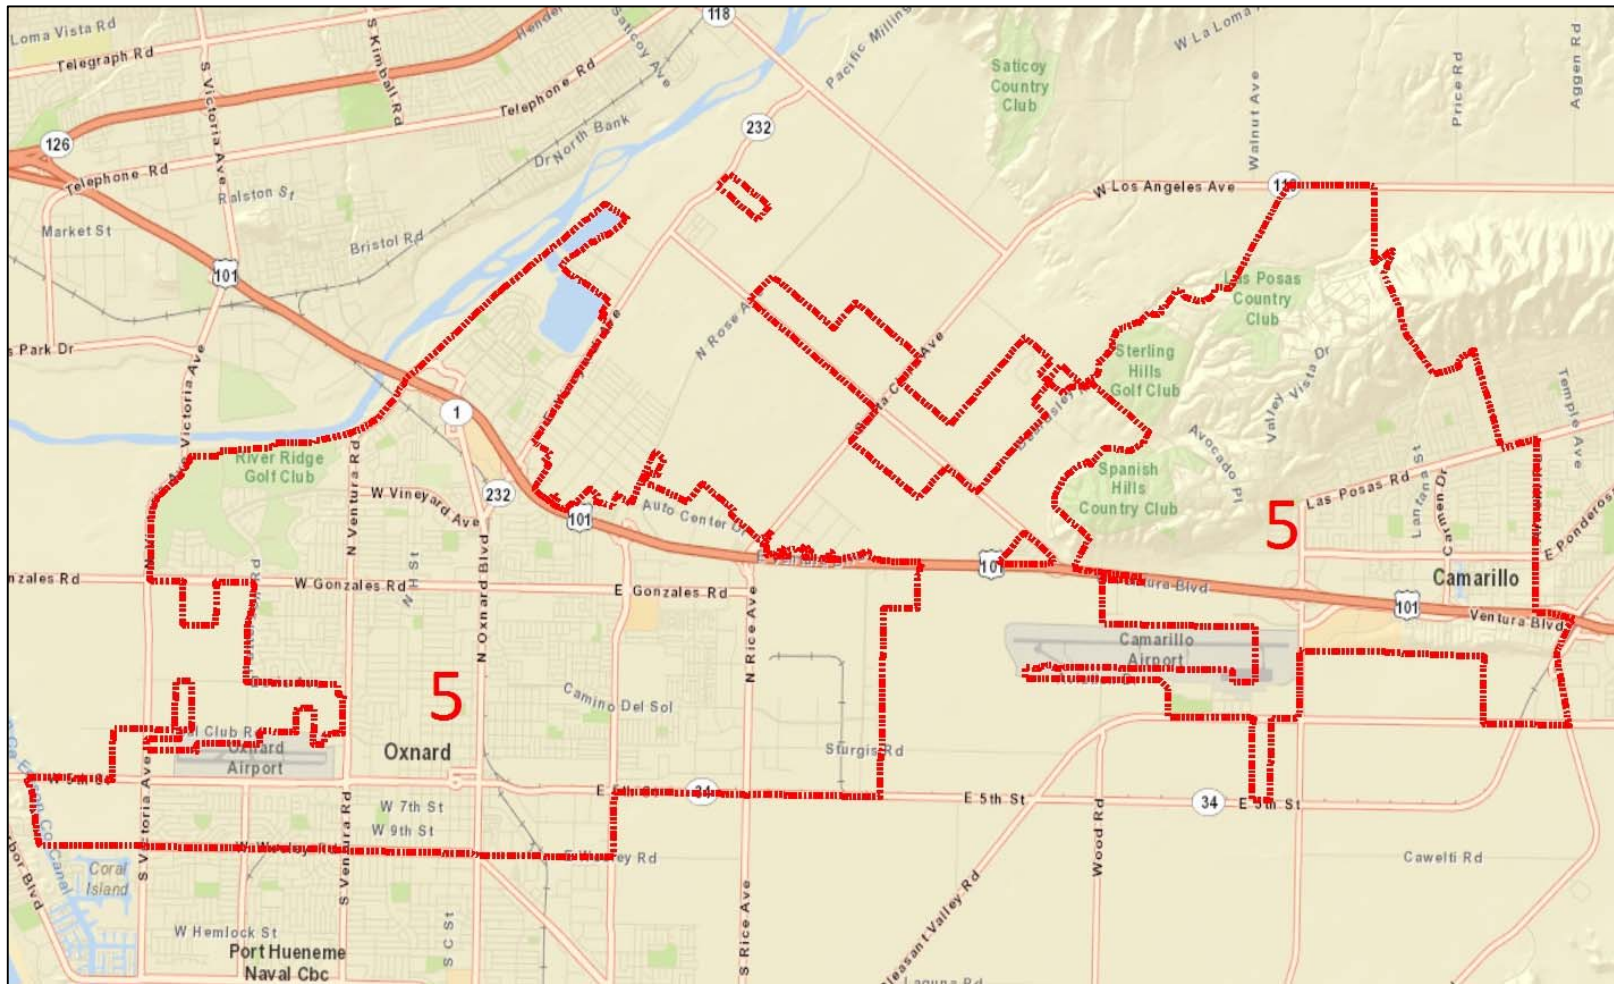 118
Loma Vista Rd
Telegraph Rd
S Victoria Ave
S Kimball Rd
Saticoy Ave
Pacific Milling
W La Loma
Saticoy
Country
Club
Walnut Ave
Price Rd
Aggen Rd
126
Telephone Rd
Telephone Rd
232
North Bank
Dr
Ralston St
Market St
Bristol Rd
101
W Los Angeles Ave
Las Posas
Country
Club
N Rose
Ave
s Park Dr
N Victoria Ave
Sterling
Hills
Golf Club
Valley
Vista Dr
Temple Ave
1
River Ridge
Golf Club
N Ventura Rd
W Vineyard Ave
232
101
Auto Center Dr
Avocado Pl
Spanish
Hills
Country Club
Las Posas Rd
Lantana St
Carmen Dr
5
E Ponderosa
nzales Rd
W Gonzales Rd
N H St
N Oxnard Blvd
E Gonzales Rd
N Rice Ave
Camarillo
101
Ventura Blvd
Camarillo
Airport
5
Camino Del Sol
Oxnard
Oxnard
Airport
Sturgis Rd
W 7th St
W 9th St
34
E 5th St
Wood Rd
34
E 5th St
S Victoria Ave
S Ventura Rd
Cawelti Rd
Coral
Island
Pleasant Valley Rd
W Hemlock St
S C St
S Rice Ave
Port Hueneme
Naval Cbc
Laguna Rd